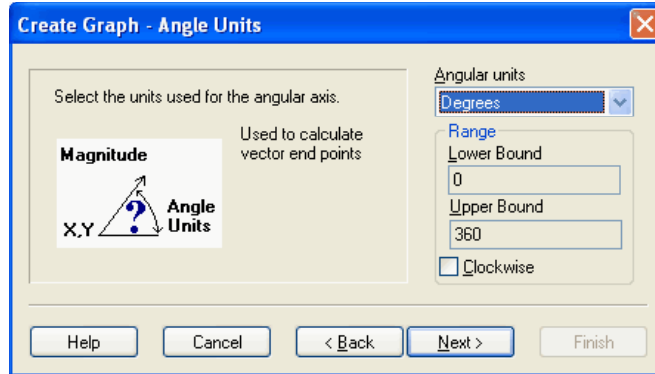 Create Graph - Angle Units
Select the units used for the angular axis.
Used to calculate
vector end points
Magnitude
?
Angle
Units
X,Y
Angular units
Degrees
Range
Lower Bound
0
Upper Bound
360
Clockwise
Help
Cancel
< Back
Next >
Finish